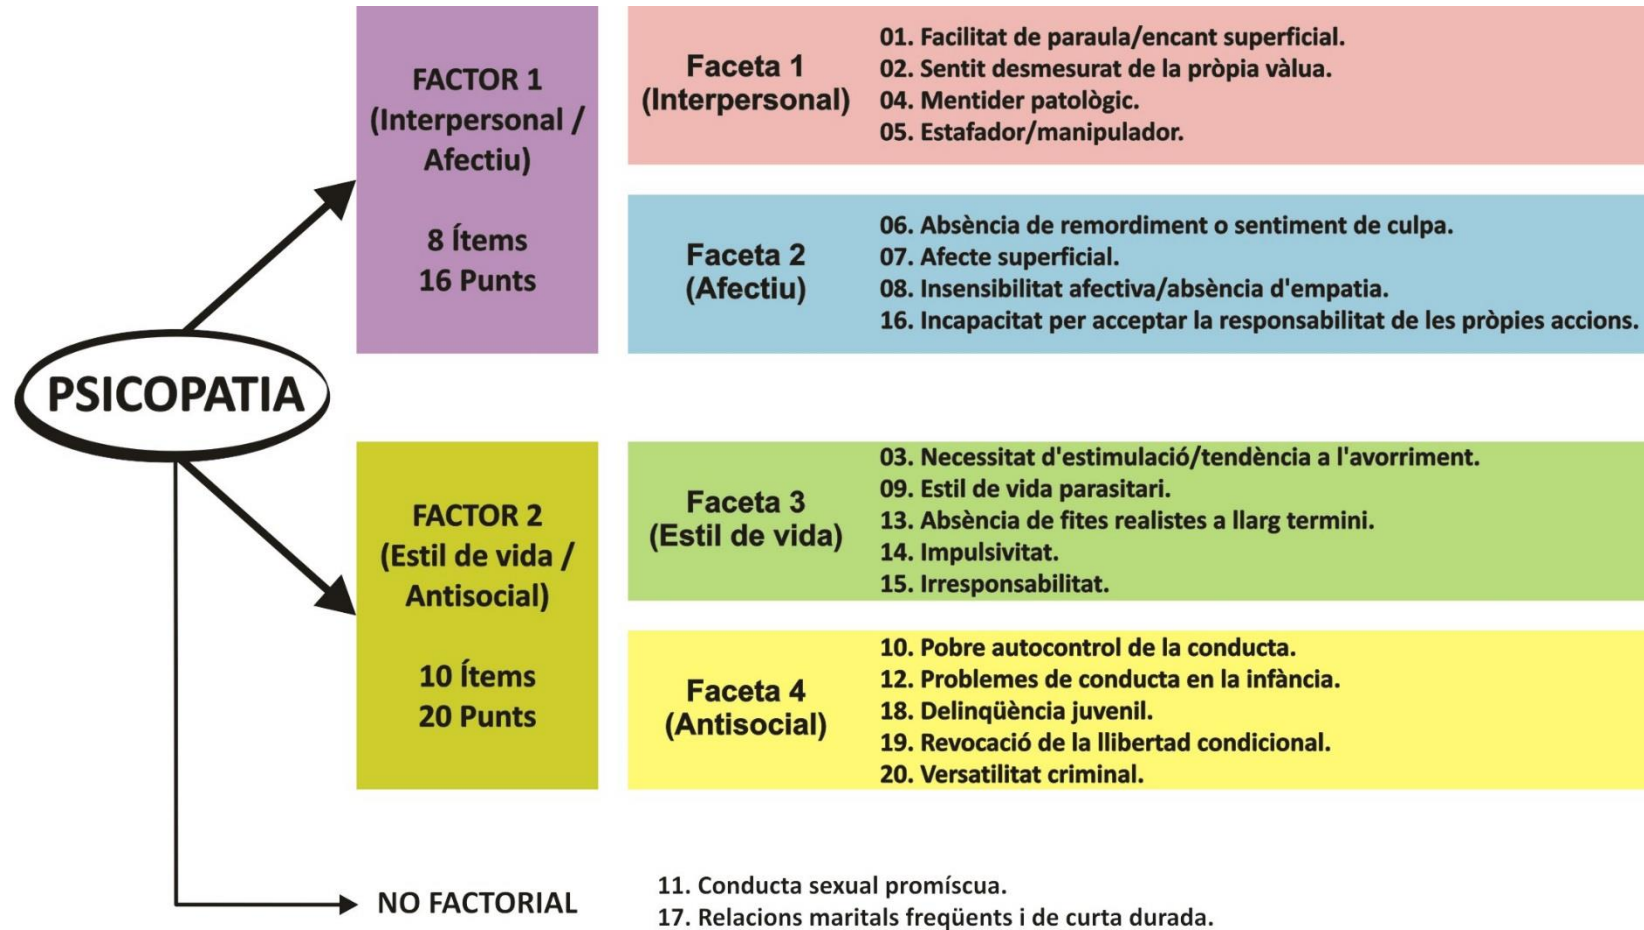 PSICOPATIA
FACTOR 1
(Interpersonal /
Afectiu)
8 Ítems
16 Punts
Faceta 1
(Interpersonal)
01. Facilitat de paraula/encant superficial.
02. Sentit desmesurat de la pròpia vàlua.
04. Mentider patològic.
05. Estafador/manipulador.
Faceta 2
(Afectiu)
06. Absència de remordiment o sentiment de culpa.
07. Afecte superficial.
08. Insensibilitat afectiva/absència d'empatia.
16. Incapacitat per acceptar la responsabilitat de les pròpies accions.
FACTOR 2
(Estil de vida /
Antisocial)
10 Ítems
20 Punts
Faceta 3
(Estil de vida)
03. Necessitat d'estimulació/tendència a l'avorriment.
09. Estil de vida parasitari.
13. Absència de fites realistes a llarg termini.
14. Impulsivitat.
15. Irresponsabilitat.
Faceta 4
(Antisocial)
10. Pobre autocontrol de la conducta.
12. Problemes de conducta en la infància.
18. Delinqüència juvenil.
19. Revocació de la llibertad condicional.
20. Versatilitat criminal.
NO FACTORIAL
11. Conducta sexual promíscua.
17. Relacions maritals freqüents i de curta durada.